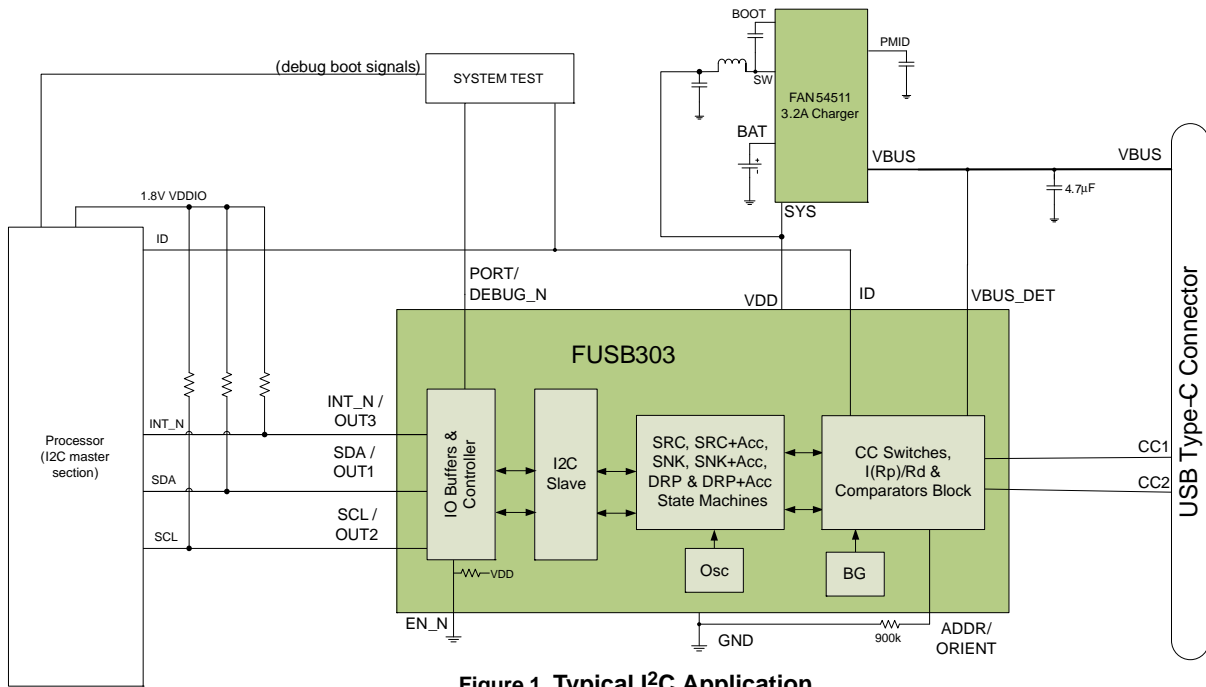 BOOT
PMID
(debug boot signals)
SYSTEM TEST
SW
FAN54511
3.2A Charger
BAT
VBUS
VBUS
4.7µF
1.8V VDDIO
SYS
ID
PORT/
DEBUG_N
VDD
ID
VBUS_DET
FUSB303
Processor
(I2C master
section)
INT_N
INT_N /
OUT3
SDA
SDA /
OUT1
SCL
SCL /
OUT2
IO Buffers &
Controller
I2C
Slave
SRC, SRC+Acc,
SNK, SNK+Acc,
DRP & DRP+Acc
State Machines
CC Switches,
I(Rp)/Rd &
Comparators Block
CC1
CC2
USB Type-C Connector
VDD
Osc
BG
EN_N
GND
900k
ADDR/
ORIENT
Figure 1. Typical I²C Application